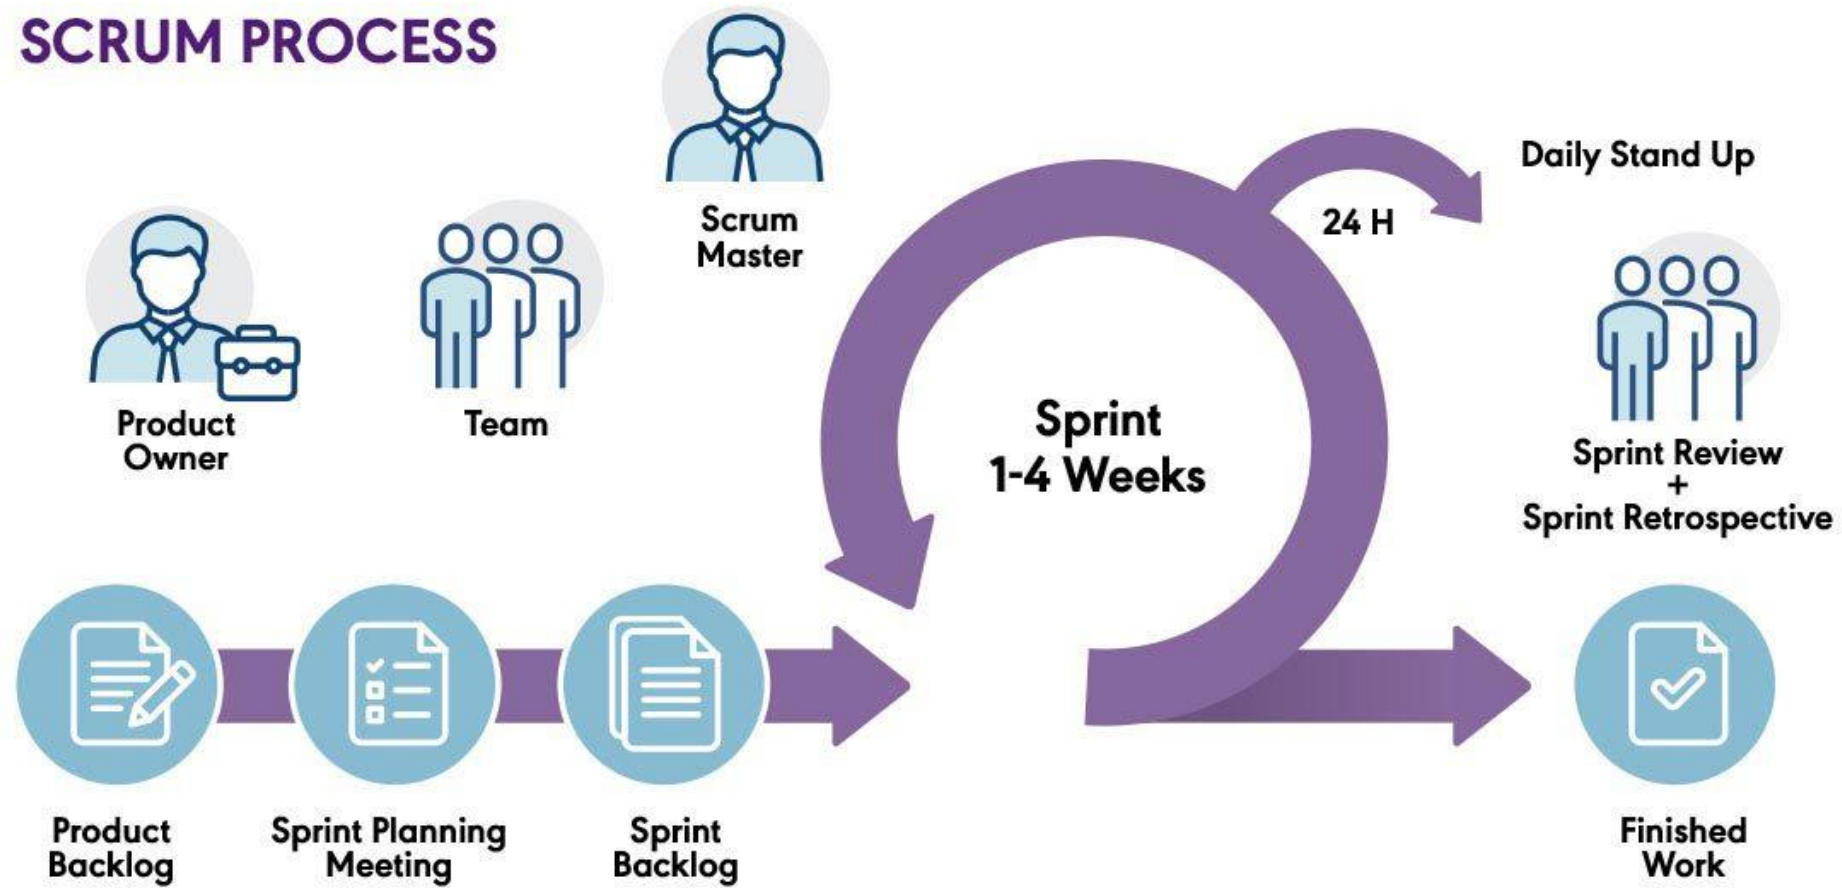 SCRUM PROCESS
Scrum
Master
Product
Owner
Team
Daily Stand Up
24 H
Sprint
1-4 Weeks
Sprint Review
+
Sprint Retrospective
Product
Backlog
Sprint Planning
Meeting
Sprint
Backlog
Finished
Work